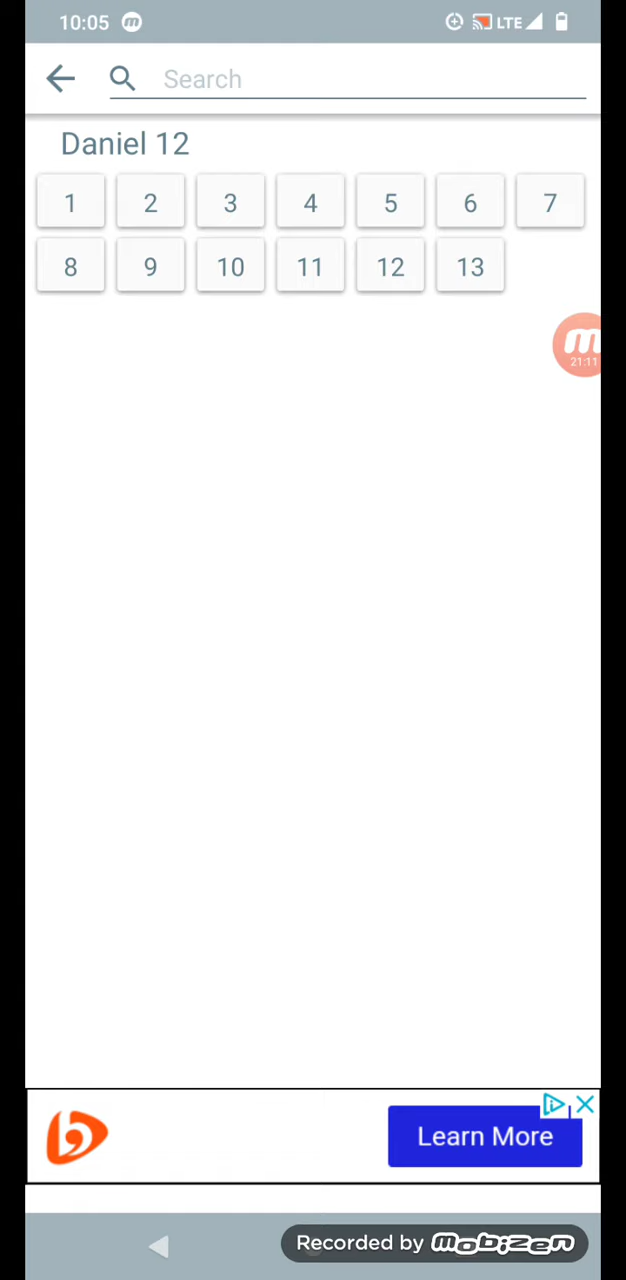 10:05 m LTE
Search
Daniel 12
1 2 3 4 5 6 7
8 9 10 11 12 13
m
21:11
Learn More
Recorded by mobizen